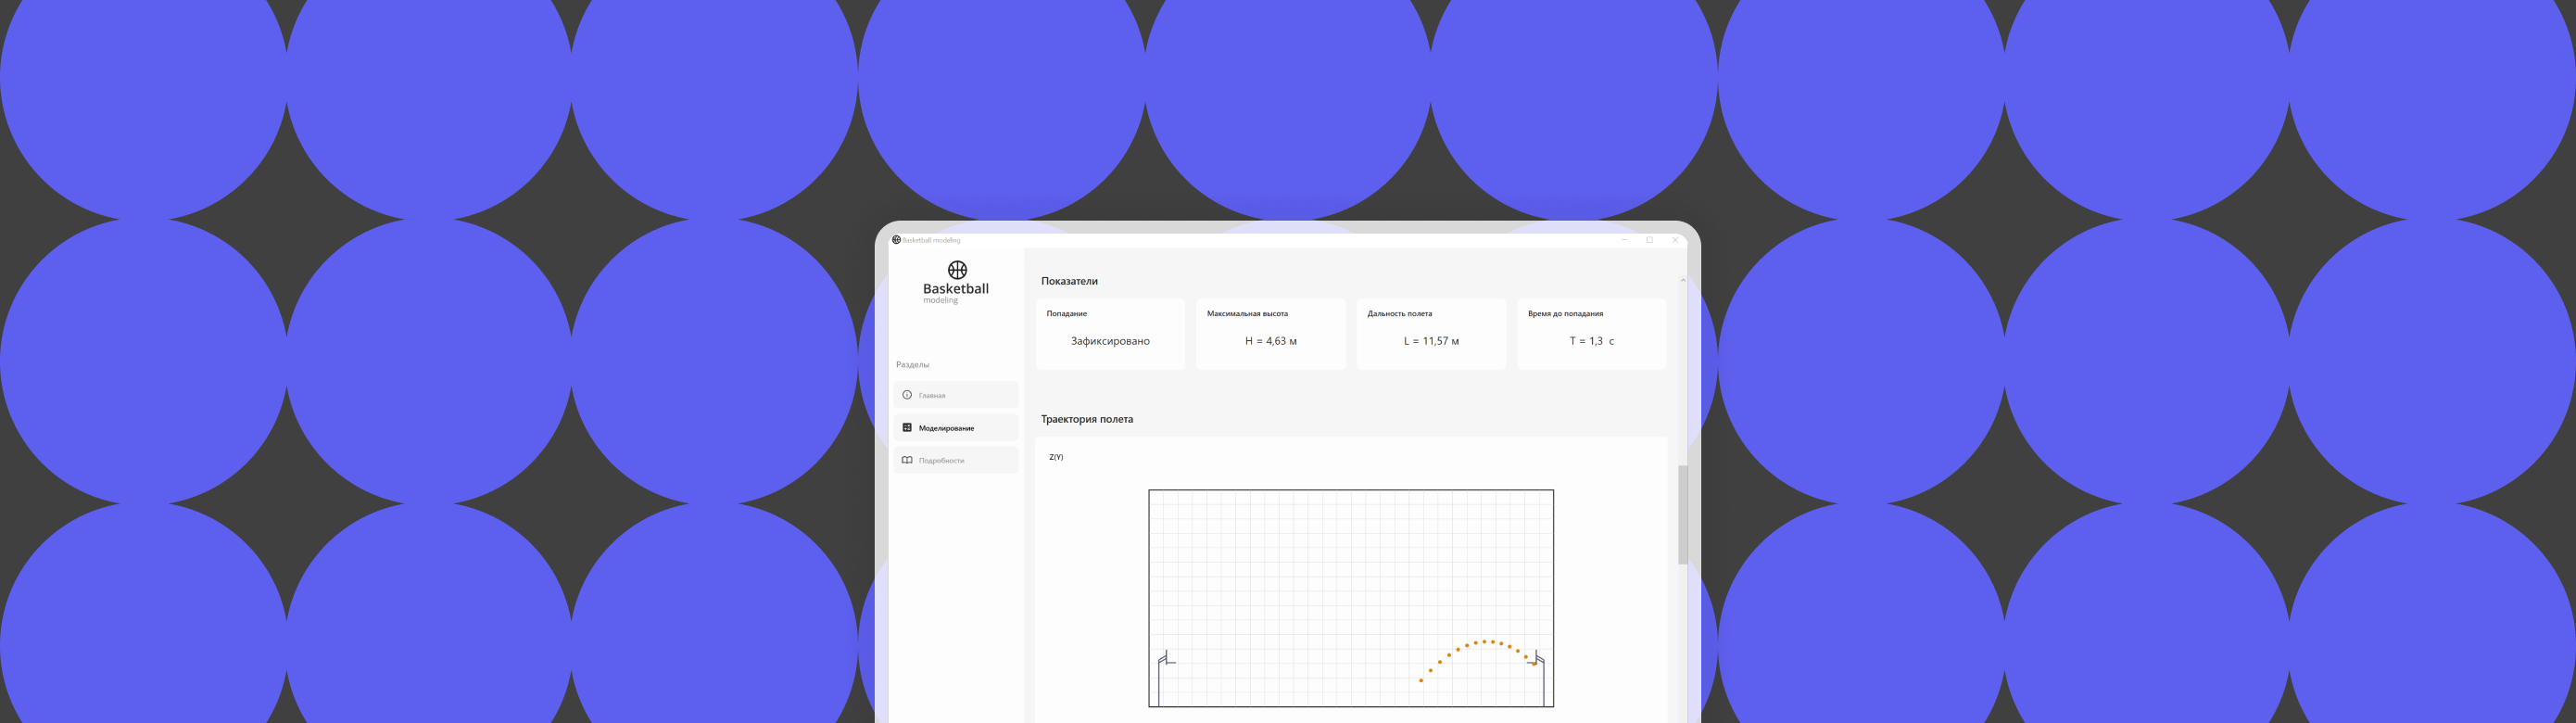 Basketball modeling
Basketball
modeling
Разделы
Главная
Моделирование
Подробности
Показатели
Попадание
Зафиксировано
Максимальная высота
H = 4,63 м
Дальность полета
L = 11,57 м
Время до попадания
T = 1,3 с
Траектория полета
Z(Y)